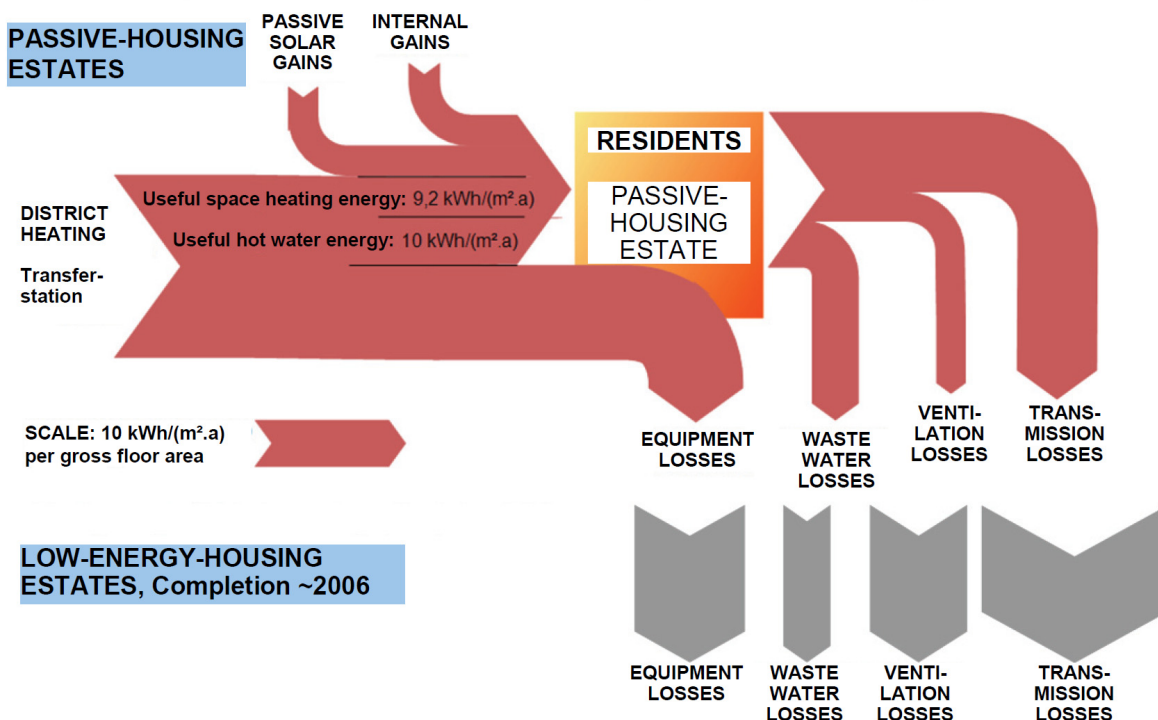 PASSIVE-HOUSING
ESTATES
PASSIVE
SOLAR
GAINS
INTERNAL
GAINS
RESIDENTS
PASSIVE-
HOUSING
ESTATE
Useful space heating energy: 9,2 kWh/(m².a)
Useful hot water energy: 10 kWh/(m².a)
DISTRICT
HEATING
Transfer-
station
SCALE: 10 kWh/(m².a)
per gross floor area
EQUIPMENT
LOSSES
WASTE
WATER
LOSSES
VENTI-
LATION
LOSSES
TRANS-
MISSION
LOSSES
LOW-ENERGY-HOUSING
ESTATES, Completion ~2006
EQUIPMENT
LOSSES
WASTE
WATER
LOSSES
VENTI-
LATION
LOSSES
TRANS-
MISSION
LOSSES